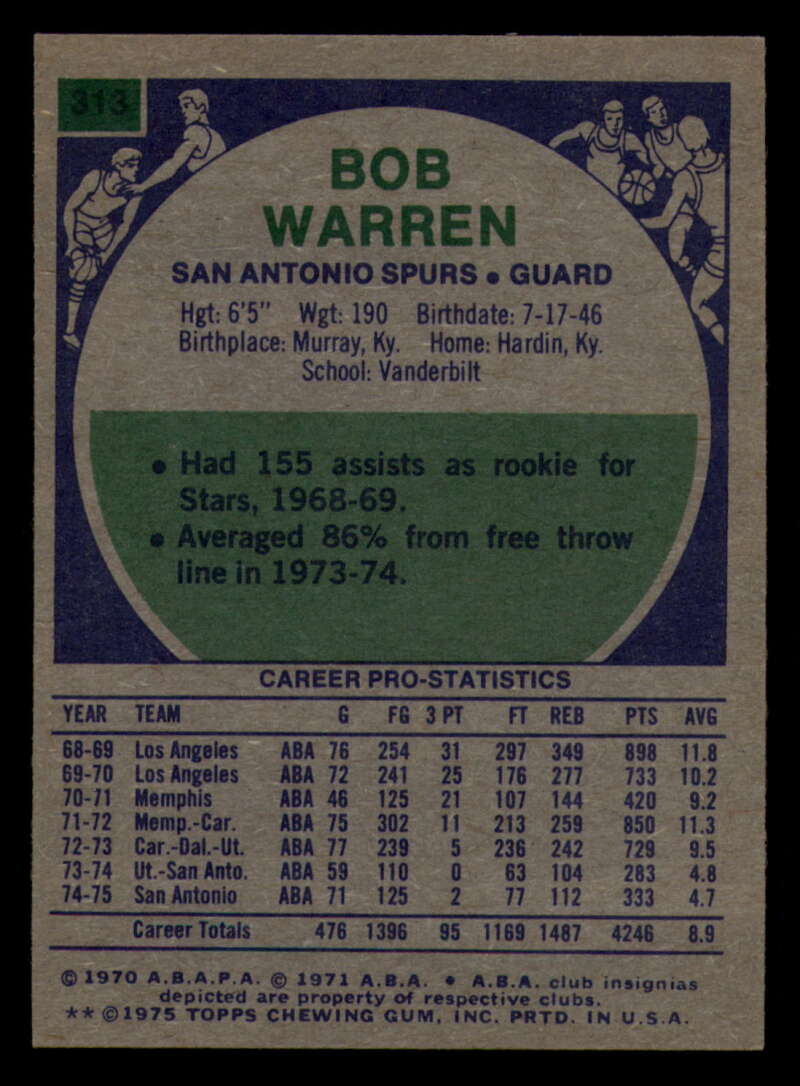 313
BOB
WARREN
SAN ANTONIO SPURS • GUARD
Hgt: 6'5" Wgt: 190 Birthdate: 7-17-46
Birthplace: Murray, Ky. Home: Hardin, Ky.
School: Vanderbilt
• Had 155 assists as rookie for
Stars, 1968-69.
• Averaged 86% from free throw
line in 1973-74.
CAREER PRO-STATISTICS
YEAR TEAM G FG 3 PT FT REB PTS AVG
68-69 Los Angeles ABA 76 254 31 297 349 898 11.8
69-70 Los Angeles ABA 72 241 25 176 277 733 10.2
70-71 Memphis ABA 46 125 21 107 144 420 9.2
71-72 Memp.-Car. ABA 75 302 11 213 259 850 11.3
72-73 Car.-Dal.-Ut. ABA 77 239 5 236 242 729 9.5
73-74 Ut.-San Anto. ABA 59 110 0 63 104 283 4.8
74-75 San Antonio ABA 71 125 2 77 112 333 4.7
Career Totals 476 1396 95 1169 1487 4246 8.9
© 1970 A.B.A.P.A. © 1971 A.B.A. • A.B.A. club insignias
depicted are property of respective clubs.
** © 1975 TOPPS CHEWING GUM, INC. PRTD. IN U.S.A.